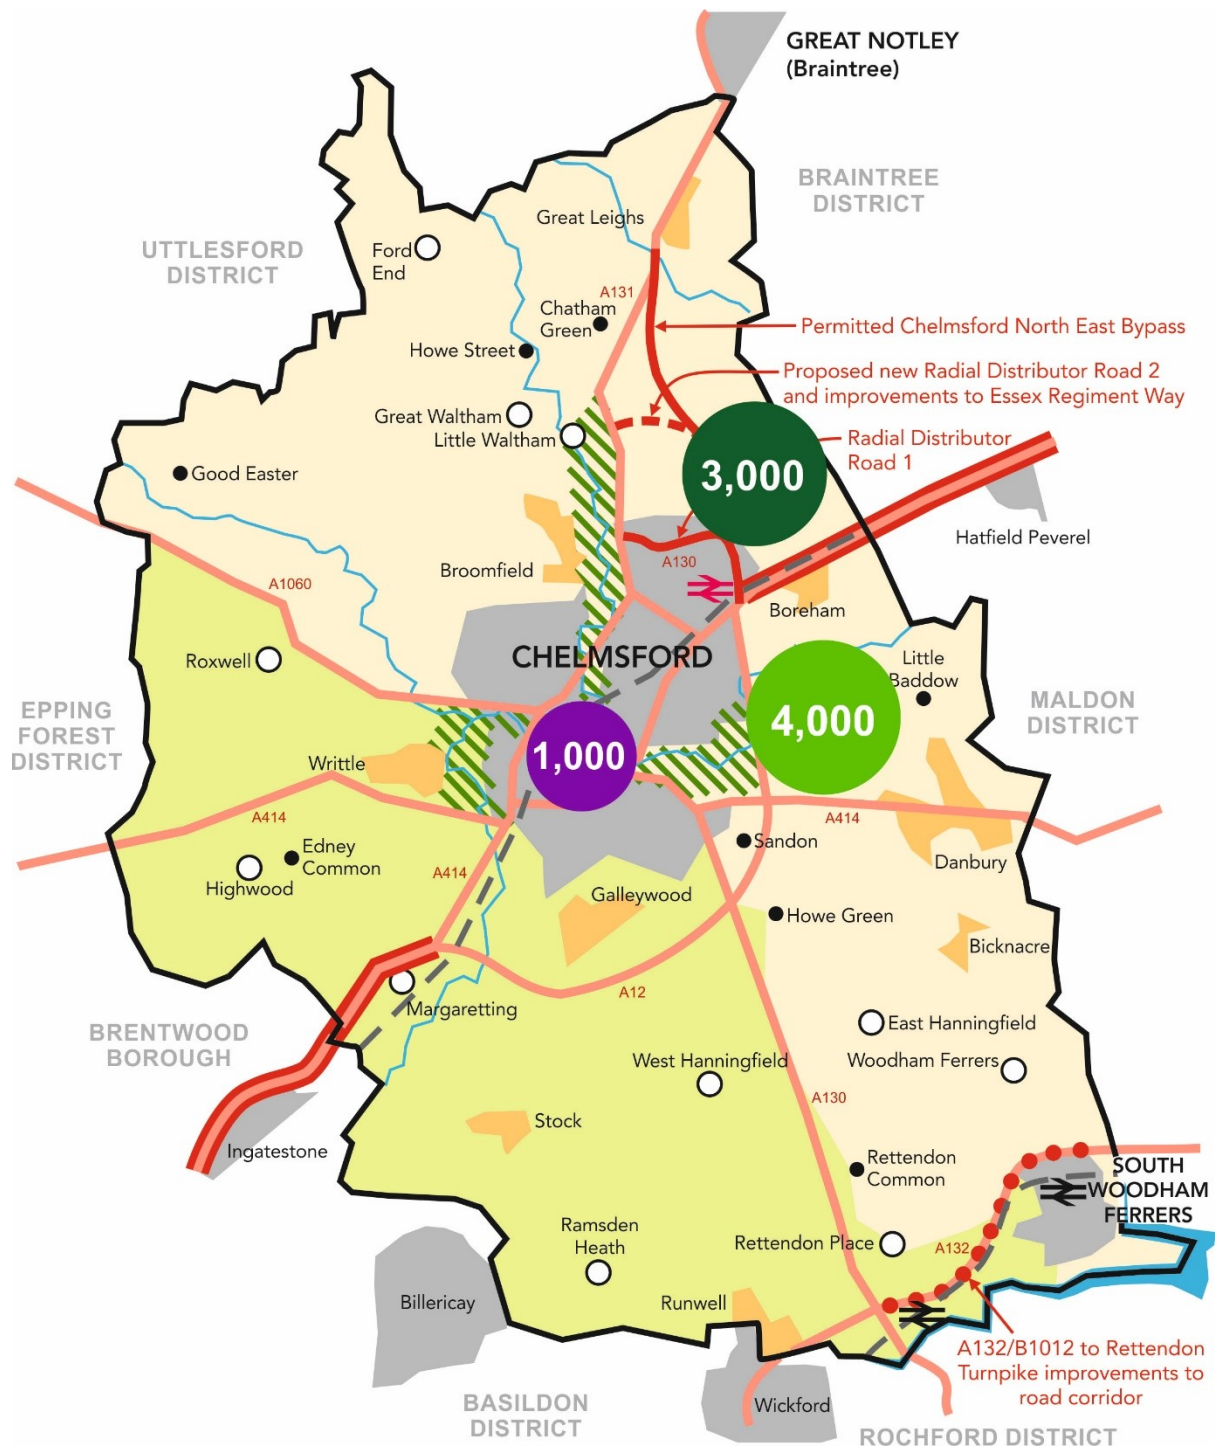 GREAT NOTLEY
(Braintree)
BRAINTREE
DISTRICT
UTTLESFORD
DISTRICT
Great Leighs
Ford
End
A131
Chatham
Green
Permitted Chelmsford North East Bypass
Howe Street
Proposed new Radial Distributor Road 2
and improvements to Essex Regiment Way
Great Waltham
Little Waltham
Radial Distributor
Road 1
Good Easter
3,000
Hatfield Peverel
A130
Broomfield
A1060
Boreham
CHELMSFORD
Roxwell
Little
Baddow
EPPING
FOREST
DISTRICT
MALDON
DISTRICT
4,000
1,000
Writtle
A414
A414
Edney
Common
Sandon
Danbury
A414
Highwood
Galleywood
Howe Green
Bicknacre
A12
Margaretting
East Hanningfield
BRENTWOOD
BOROUGH
West Hanningfield
Woodham Ferrers
A130
Stock
Ingatestone
Rettendon
Common
SOUTH
WOODHAM
FERRERS
Ramsden
Heath
Rettendon Place
A132
Billericay
Runwell
A132/B1012 to Rettendon
Turnpike improvements to
road corridor
BASILDON
DISTRICT
Wickford
ROCHFORD DISTRICT